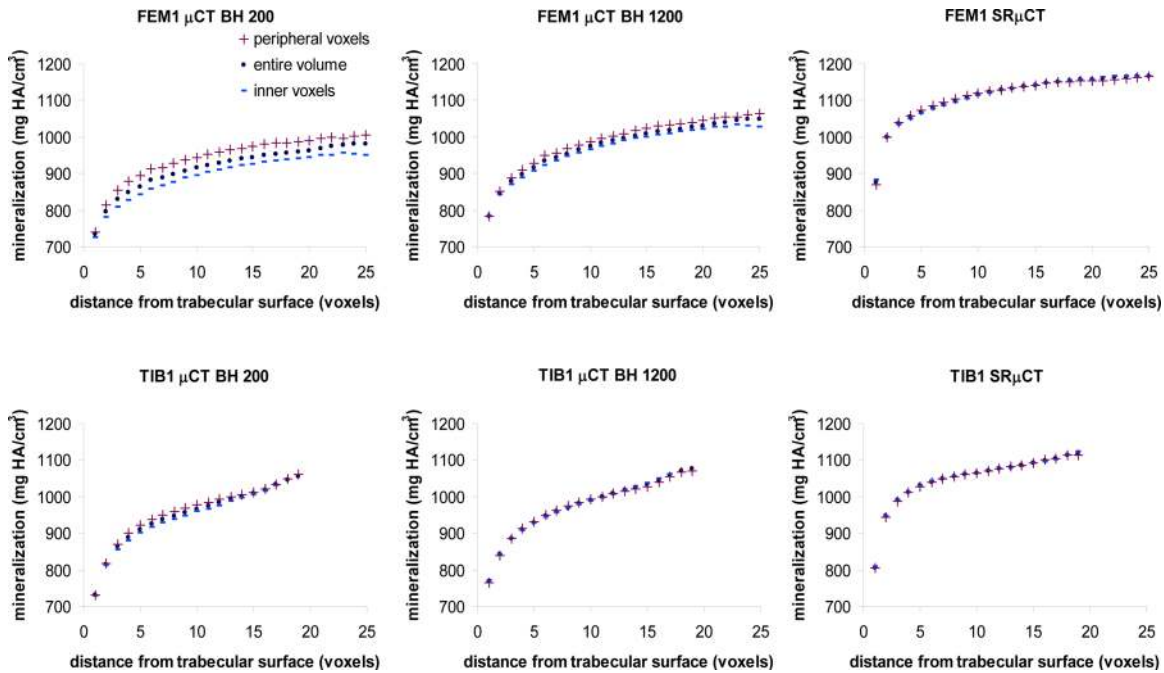 FEM1 μCT BH 200
+ peripheral voxels
• entire volume
- inner voxels
mineralization (mg HA/cm³)
1200
1100
1000
900
800
700
0 5 10 15 20 25
distance from trabecular surface (voxels)
FEM1 μCT BH 1200
mineralization (mg HA/cm³)
1200
1100
1000
900
800
700
0 5 10 15 20 25
distance from trabecular surface (voxels)
FEM1 SRμCT
mineralization (mg HA/cm³)
1200
1100
1000
900
800
700
0 5 10 15 20 25
distance from trabecular surface (voxels)
TIB1 μCT BH 200
mineralization (mg HA/cm³)
1200
1100
1000
900
800
700
0 5 10 15 20 25
distance from trabecular surface (voxels)
TIB1 μCT BH 1200
mineralization (mg HA/cm³)
1200
1100
1000
900
800
700
0 5 10 15 20 25
distance from trabecular surface (voxels)
TIB1 SRμCT
mineralization (mg HA/cm³)
1200
1100
1000
900
800
700
0 5 10 15 20 25
distance from trabecular surface (voxels)